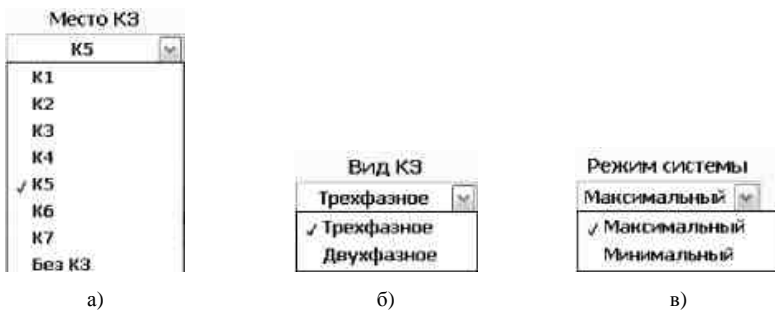 Место КЗ
К5
К1
К2
К3
К4
✓ К5
К6
К7
Без КЗ
а)
Вид КЗ
Трехфазное
✓ Трехфазное
Двухфазное
б)
Режим системы
Максимальный
✓ Максимальный
Минимальный
в)